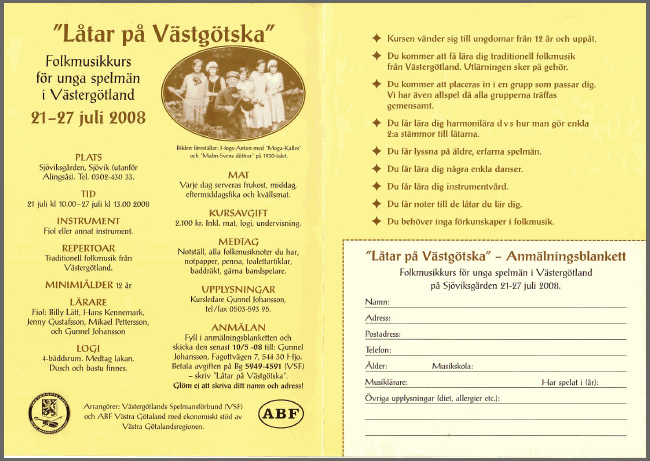 "Låtar på Västgötska"
Folkmusikkurs
för unga spelmän
i Västergötland
21-27 juli 2008
Bilden föreställer: Höge-Anten med "Moga-Kalles"
och "Malm-Svens döttrar" på 1930-talet.
PLATS
Sjöviksgården, Sjövik (utanför
Alingsås). Tel. 0302-430 33.
TID
21 juli kl 10.00 - 27 juli kl 13.00 2008
INSTRUMENT
Fiol eller annat instrument.
REPERTOAR
Traditionell folkmusik från
Västergötland.
MINIMIÅLDER 12 år
LÄRARE
Fiol: Billy Lätt, Hans Kennemark,
Jenny Gustafsson, Mikael Pettersson,
och Gunnel Johansson
LOGI
4-bäddsrum. Medtag lakan.
Dusch och bastu finnes.
MAT
Varje dag serveras frukost, middag,
eftermiddagsfika och kvällsmat.
KURSAVGIFT
2.100 kr. Inkl. mat, logi, undervisning.
MEDTAG
Notställ, alla folkmusiknoter du har,
notpapper, penna, toalettartiklar,
baddräkt, gärna bandspelare.
UPPLYSNINGAR
Kursledare Gunnel Johansson,
tel/fax 0503-593 95.
ANMÄLAN
Fyll i anmälningsblanketten och
skicka den senast 10/5 -08 till: Gunnel
Johansson, Fagottvägen 7, 544 30 Hjo.
Betala avgiften på Bg 5949-4591 (VSF)
- skriv "Låtar på Västgötska".
Glöm ej att skriva ditt namn och adress!
Arrangörer: Västergötlands Spelmansförbund (VSF)
och ABF Västra Götaland med ekonomiskt stöd av
Västra Götalandsregionen.
ABF
Kursen vänder sig till ungdomar från 12 år och uppåt.
Du kommer att få lära dig traditionell folkmusik
från Västergötland. Utlärningen sker på gehör.
Du kommer att placeras in i en grupp som passar dig.
Vi har även allspel då alla grupperna träffas
gemensamt.
Du får lära dig harmonilära d v s hur man gör enkla
2:a stämmor till låtarna.
Du får lyssna på äldre, erfarna spelmän.
Du får lära dig några enkla danser.
Du får lära dig instrumentvård.
Du får noter till de låtar du lär dig.
Du behöver inga förkunskaper i folkmusik.
"Låtar på Västgötska" – Anmälningsblankett
Folkmusikkurs för unga spelmän i Västergötland
på Sjöviksgården 21-27 juli 2008.
Namn:
Adress:
Postadress:
Telefon:
Ålder: Musikskola:
Musiklärare: Har spelat i (år):
Övriga upplysningar (diet, allergier etc.):